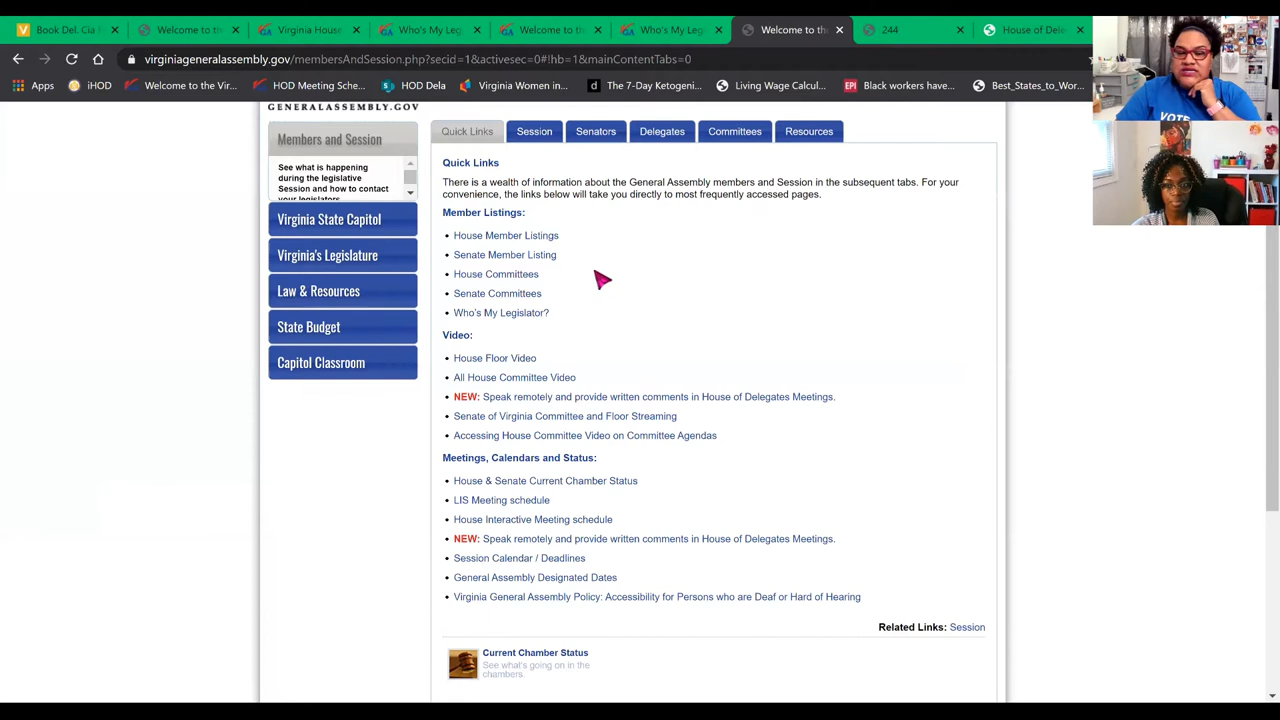 Book Del. Cia
Welcome to th
Virginia House
Who's My Leg
Welcome to th
Who's My Leg
Welcome to th
244
House of Dele
virginiageneralassembly.gov/membersAndSession.php?secid=1&activesec=0#!hb=1&mainContentTabs=0
Apps
iHOD
Welcome to the Vir...
HOD Meeting Sche...
SHOP Dela
Virginia Women in...
The 7-Day Ketogeni...
Living Wage Calcul...
EPI Black workers have...
Best_States_to_Wor...
VOTE
GENERALASSEMBLY.GOV
Members and Session
See what is happening
during the legislative
Session and how to contact
your legislators
Virginia State Capitol
Virginia's Legislature
Law & Resources
State Budget
Capitol Classroom
Quick Links
Session
Senators
Delegates
Committees
Resources
Quick Links
There is a wealth of information about the General Assembly members and Session in the subsequent tabs. For your
convenience, the links below will take you directly to most frequently accessed pages.
Member Listings:
• House Member Listings
• Senate Member Listing
• House Committees
• Senate Committees
• Who's My Legislator?
Video:
• House Floor Video
• All House Committee Video
• NEW: Speak remotely and provide written comments in House of Delegates Meetings.
• Senate of Virginia Committee and Floor Streaming
• Accessing House Committee Video on Committee Agendas
Meetings, Calendars and Status:
• House & Senate Current Chamber Status
• LIS Meeting schedule
• House Interactive Meeting schedule
• NEW: Speak remotely and provide written comments in House of Delegates Meetings.
• Session Calendar / Deadlines
• General Assembly Designated Dates
• Virginia General Assembly Policy: Accessibility for Persons who are Deaf or Hard of Hearing
Related Links: Session
Current Chamber Status
See what's going on in the
chambers.